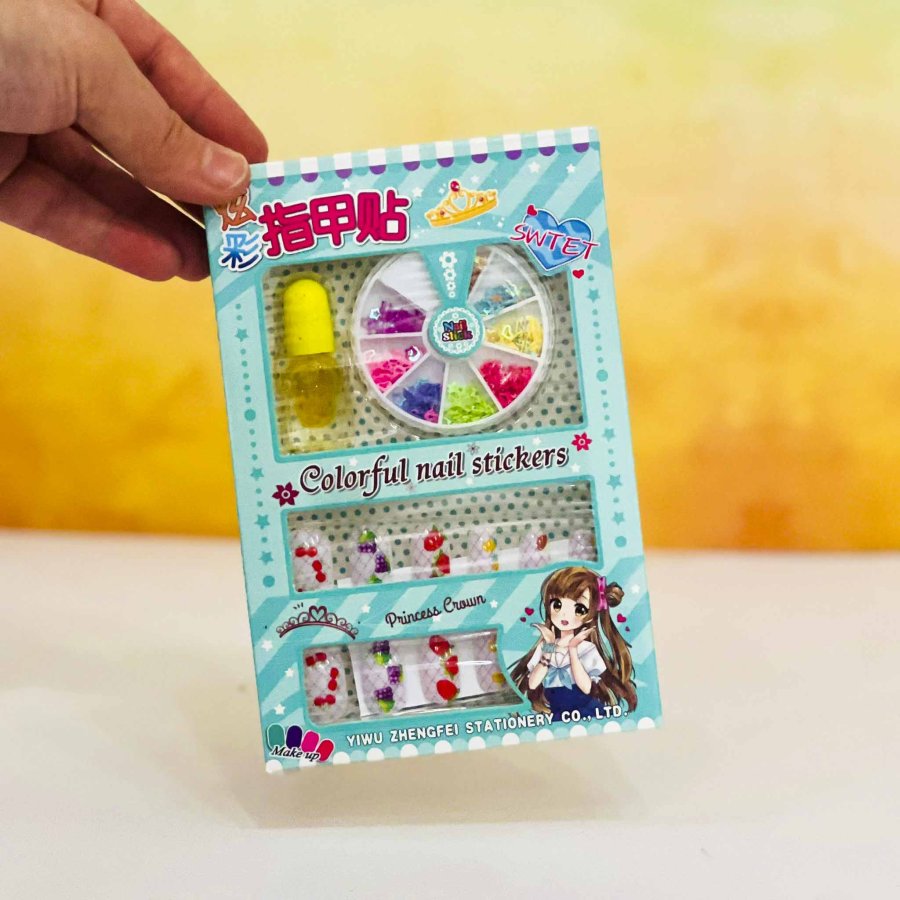 炫彩
指甲贴
SWTET
Nail
Stick
Colorful nail stickers
Princess Crown
Make up
YIWU ZHENGFEI STATIONERY CO., LTD.